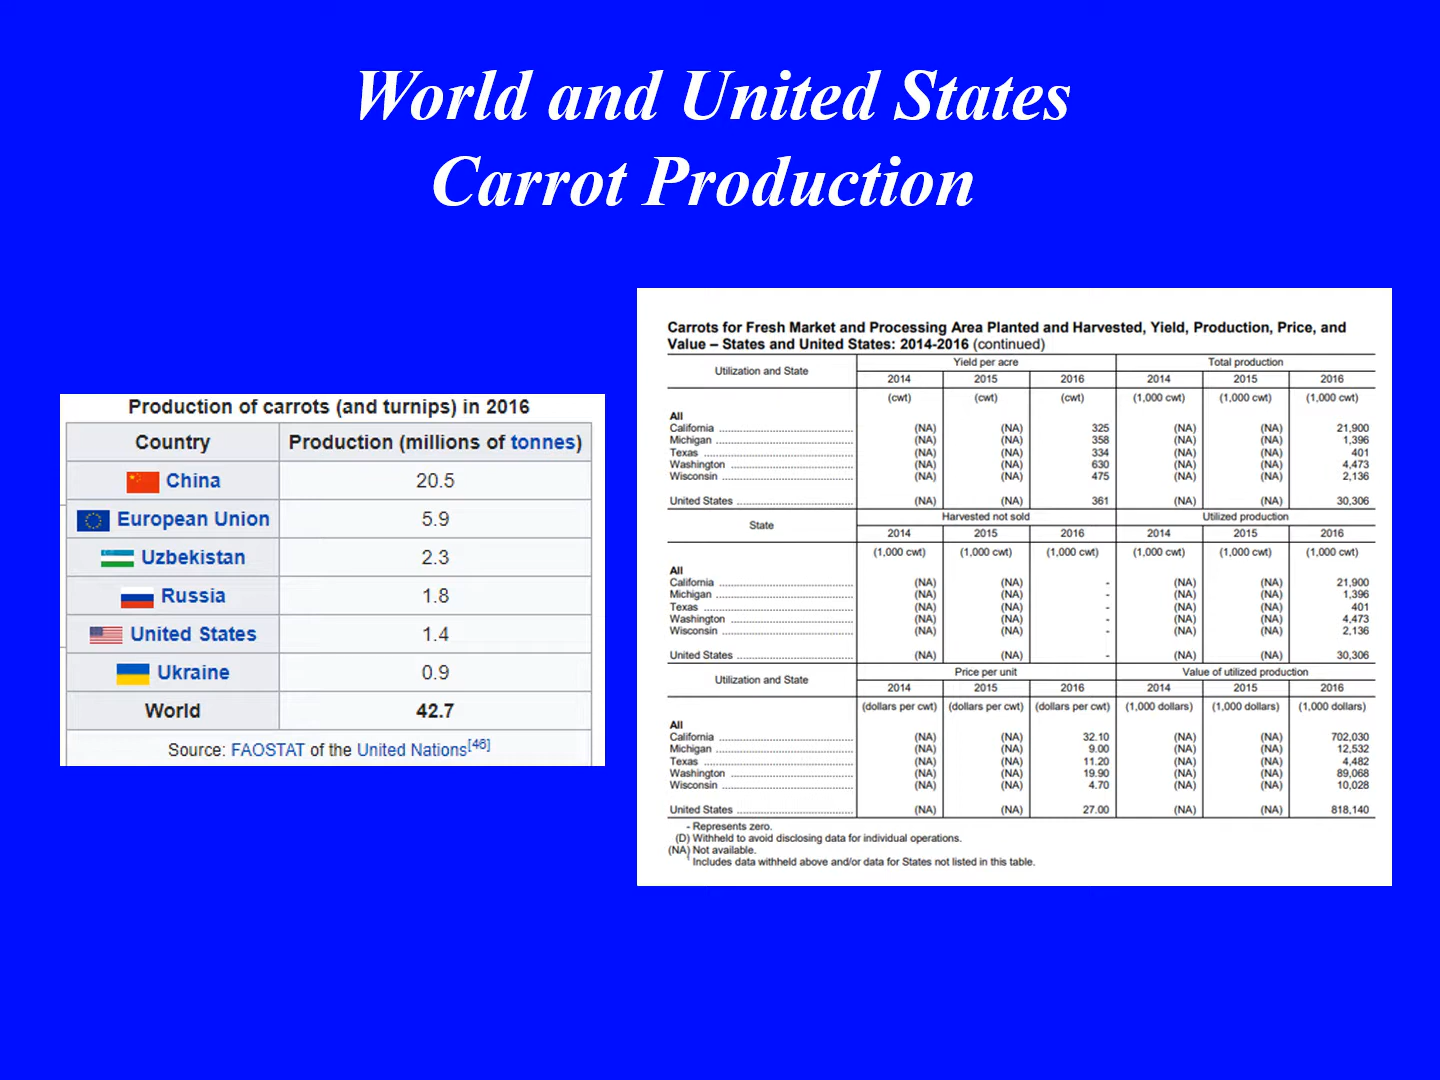 World and United States
Carrot Production
Production of carrots (and turnips) in 2016
Country Production (millions of tonnes)
China 20.5
European Union 5.9
Uzbekistan 2.3
Russia 1.8
United States 1.4
Ukraine 0.9
World 42.7
Source: FAOSTAT of the United Nations[46]
Carrots for Fresh Market and Processing Area Planted and Harvested, Yield, Production, Price, and
Value – States and United States: 2014-2016 (continued)
Utilization and State Yield per acre Total production
2014 2015 2016 2014 2015 2016
(cwt) (cwt) (cwt) (1,000 cwt) (1,000 cwt) (1,000 cwt)
All
California (NA) (NA) 325 (NA) (NA) 21,900
Michigan (NA) (NA) 358 (NA) (NA) 1,396
Texas (NA) (NA) 334 (NA) (NA) 401
Washington (NA) (NA) 630 (NA) (NA) 4,473
Wisconsin (NA) (NA) 475 (NA) (NA) 2,136
United States (NA) (NA) 361 (NA) (NA) 30,306
State Harvested not sold Utilized production
2014 2015 2016 2014 2015 2016
(1,000 cwt) (1,000 cwt) (1,000 cwt) (1,000 cwt) (1,000 cwt) (1,000 cwt)
All
California (NA) (NA) - (NA) (NA) 21,900
Michigan (NA) (NA) - (NA) (NA) 1,396
Texas (NA) (NA) - (NA) (NA) 401
Washington (NA) (NA) - (NA) (NA) 4,473
Wisconsin (NA) (NA) - (NA) (NA) 2,136
United States (NA) (NA) - (NA) (NA) 30,306
Utilization and State Price per unit Value of utilized production
2014 2015 2016 2014 2015 2016
(dollars per cwt) (dollars per cwt) (dollars per cwt) (1,000 dollars) (1,000 dollars) (1,000 dollars)
All
California (NA) (NA) 32.10 (NA) (NA) 702,030
Michigan (NA) (NA) 9.00 (NA) (NA) 12,532
Texas (NA) (NA) 11.20 (NA) (NA) 4,482
Washington (NA) (NA) 19.90 (NA) (NA) 89,068
Wisconsin (NA) (NA) 4.70 (NA) (NA) 10,028
United States (NA) (NA) 27.00 (NA) (NA) 818,140
- Represents zero.
(D) Withheld to avoid disclosing data for individual operations.
(NA) Not available.
Includes data withheld above and/or data for States not listed in this table.